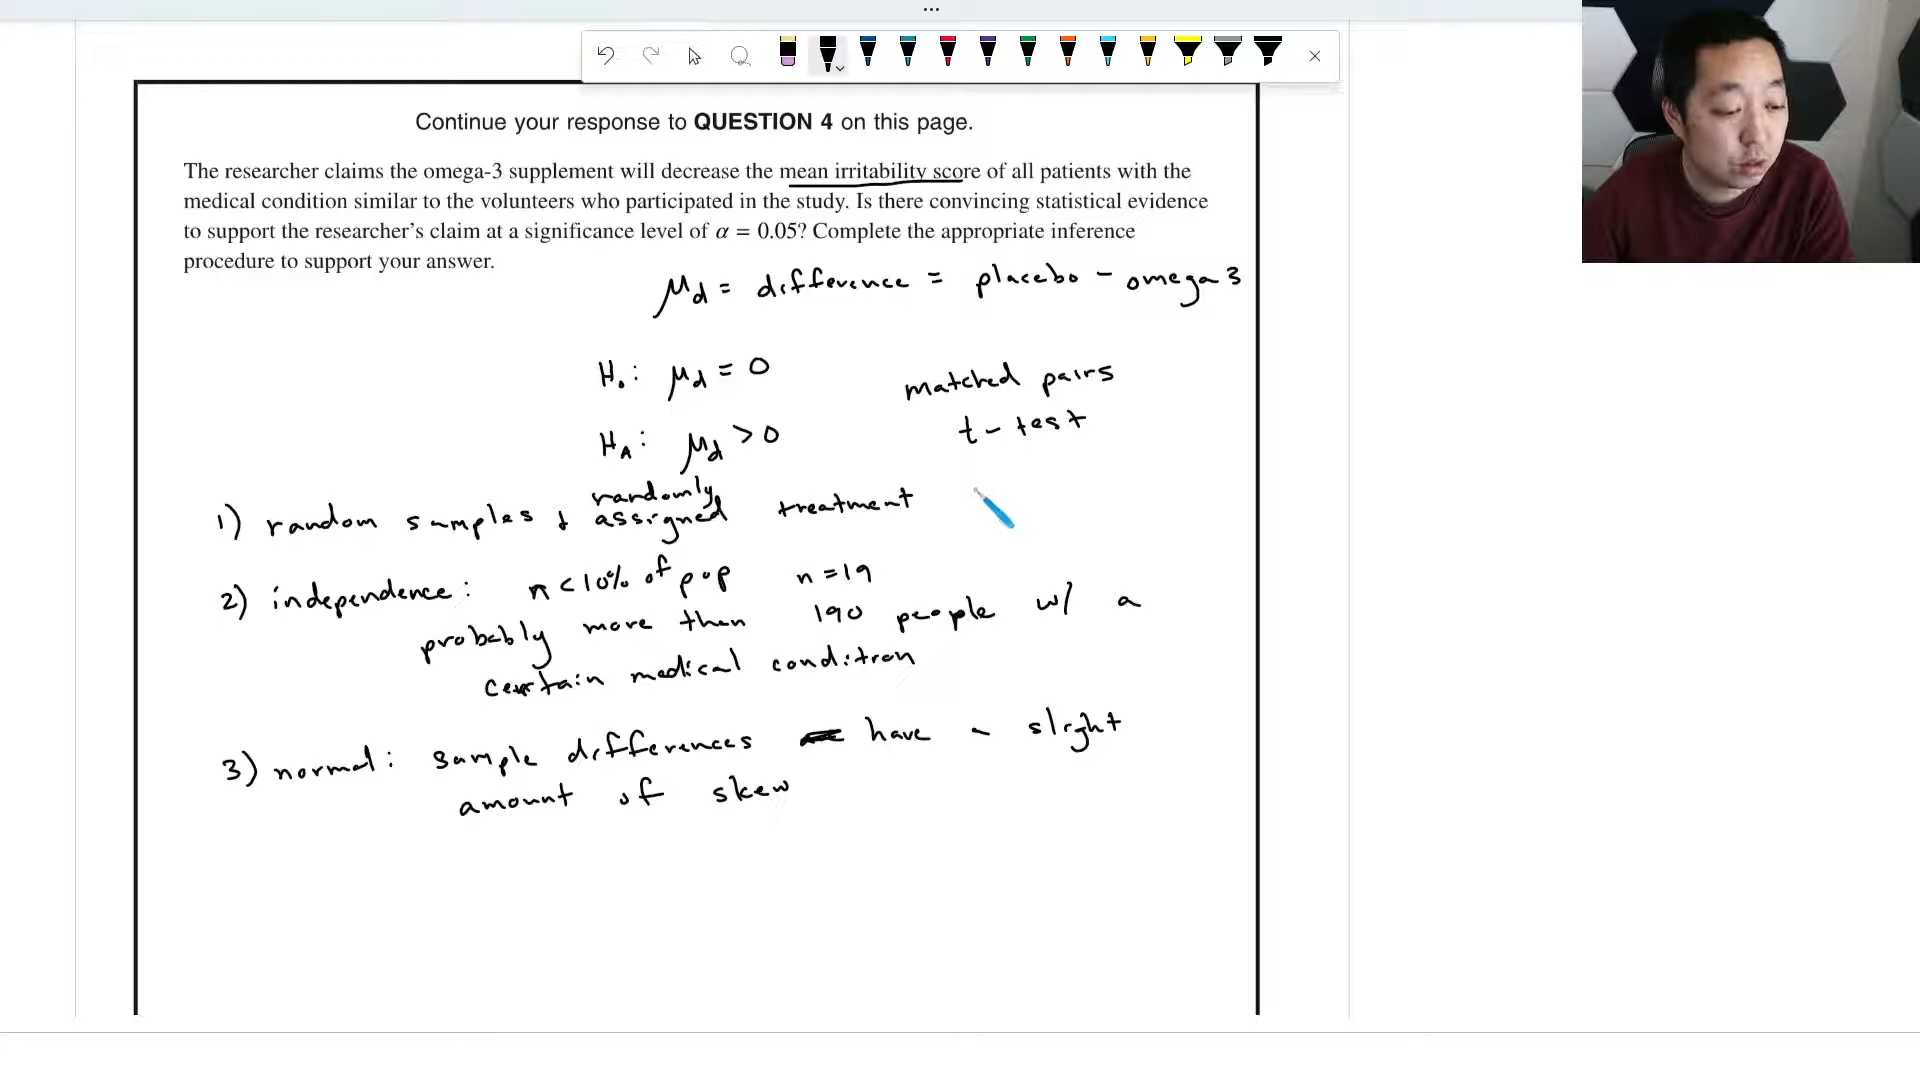 Continue your response to QUESTION 4 on this page.
The researcher claims the omega-3 supplement will decrease the mean irritability score of all patients with the
medical condition similar to the volunteers who participated in the study. Is there convincing statistical evidence
to support the researcher's claim at a significance level of α = 0.05? Complete the appropriate inference
procedure to support your answer.
μd = difference = placebo - omega 3
H₀: μd = 0
matched pairs
t-test
HA: μd > 0
1) random samples + randomly assigned treatment
2) independence: n < 10% of pop n = 19
probably more than 190 people w/ a
certain medical condition
3) normal: sample differences have a slight
amount of skew